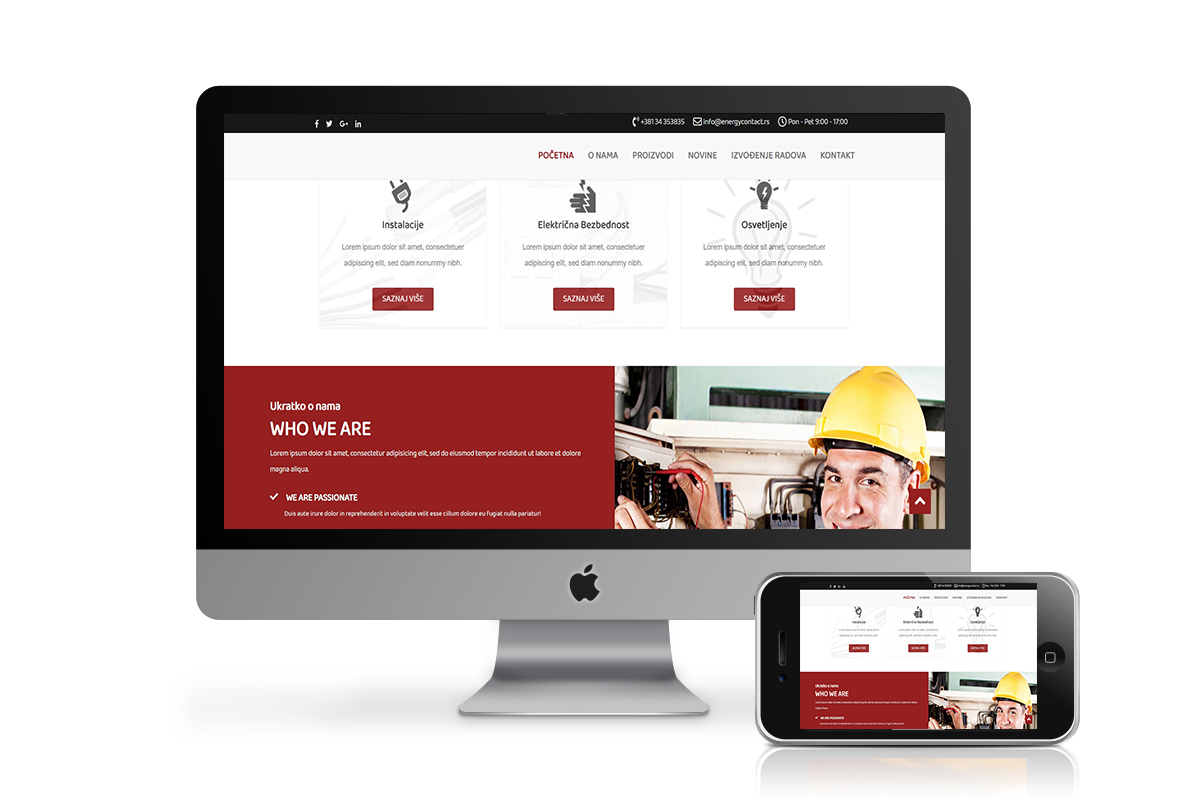 +381 34 353835 info@energycontact.rs Pon - Pet 9:00 - 17:00
POČETNA O NAMA PROIZVODI NOVINE IZVOĐENJE RADOVA KONTAKT
Instalacije
Lorem ipsum dolor sit amet, consectetuer
adipiscing elit, sed diam nonummy nibh.
SAZNAJ VIŠE
Električna Bezbednost
Lorem ipsum dolor sit amet, consectetuer
adipiscing elit, sed diam nonummy nibh.
SAZNAJ VIŠE
Osvetljenje
Lorem ipsum dolor sit amet, consectetuer
adipiscing elit, sed diam nonummy nibh.
SAZNAJ VIŠE
Ukratko o nama
WHO WE ARE
Lorem ipsum dolor sit amet, consectetur adipisicing elit, sed do eiusmod tempor incididunt ut labore et dolore
magna aliqua.
WE ARE PASSIONATE
Duis aute irure dolor in reprehenderit in voluptate velit esse cillum dolore eu fugiat nulla pariatur!
POČETNA O NAMA PROIZVODI NOVINE IZVOĐENJE RADOVA KONTAKT
Instalacije
Električna Bezbednost
Osvetljenje
SAZNAJ VIŠE
SAZNAJ VIŠE
SAZNAJ VIŠE
Ukratko o nama
WHO WE ARE
WE ARE PASSIONATE